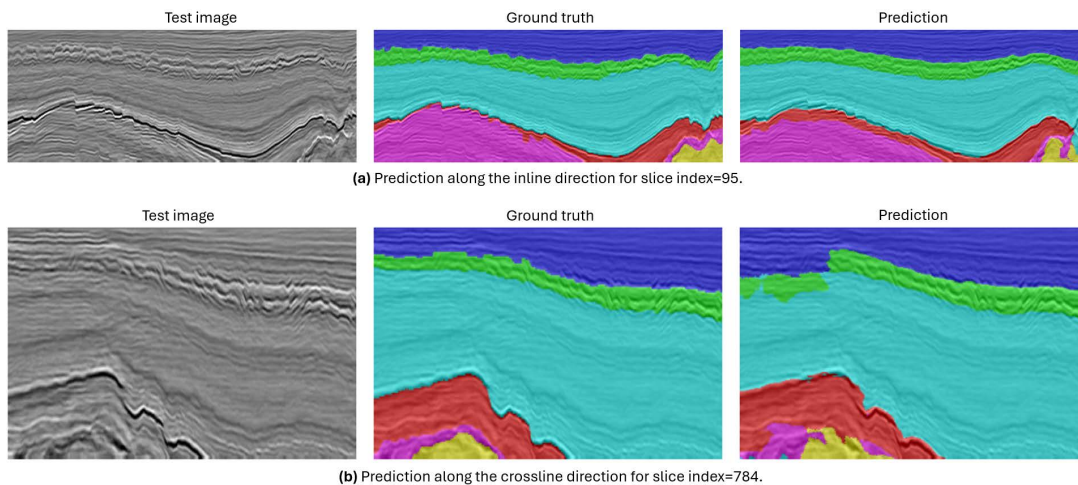 Test image
Ground truth
Prediction
(a) Prediction along the inline direction for slice index=95.
Test image
Ground truth
Prediction
(b) Prediction along the crossline direction for slice index=784.